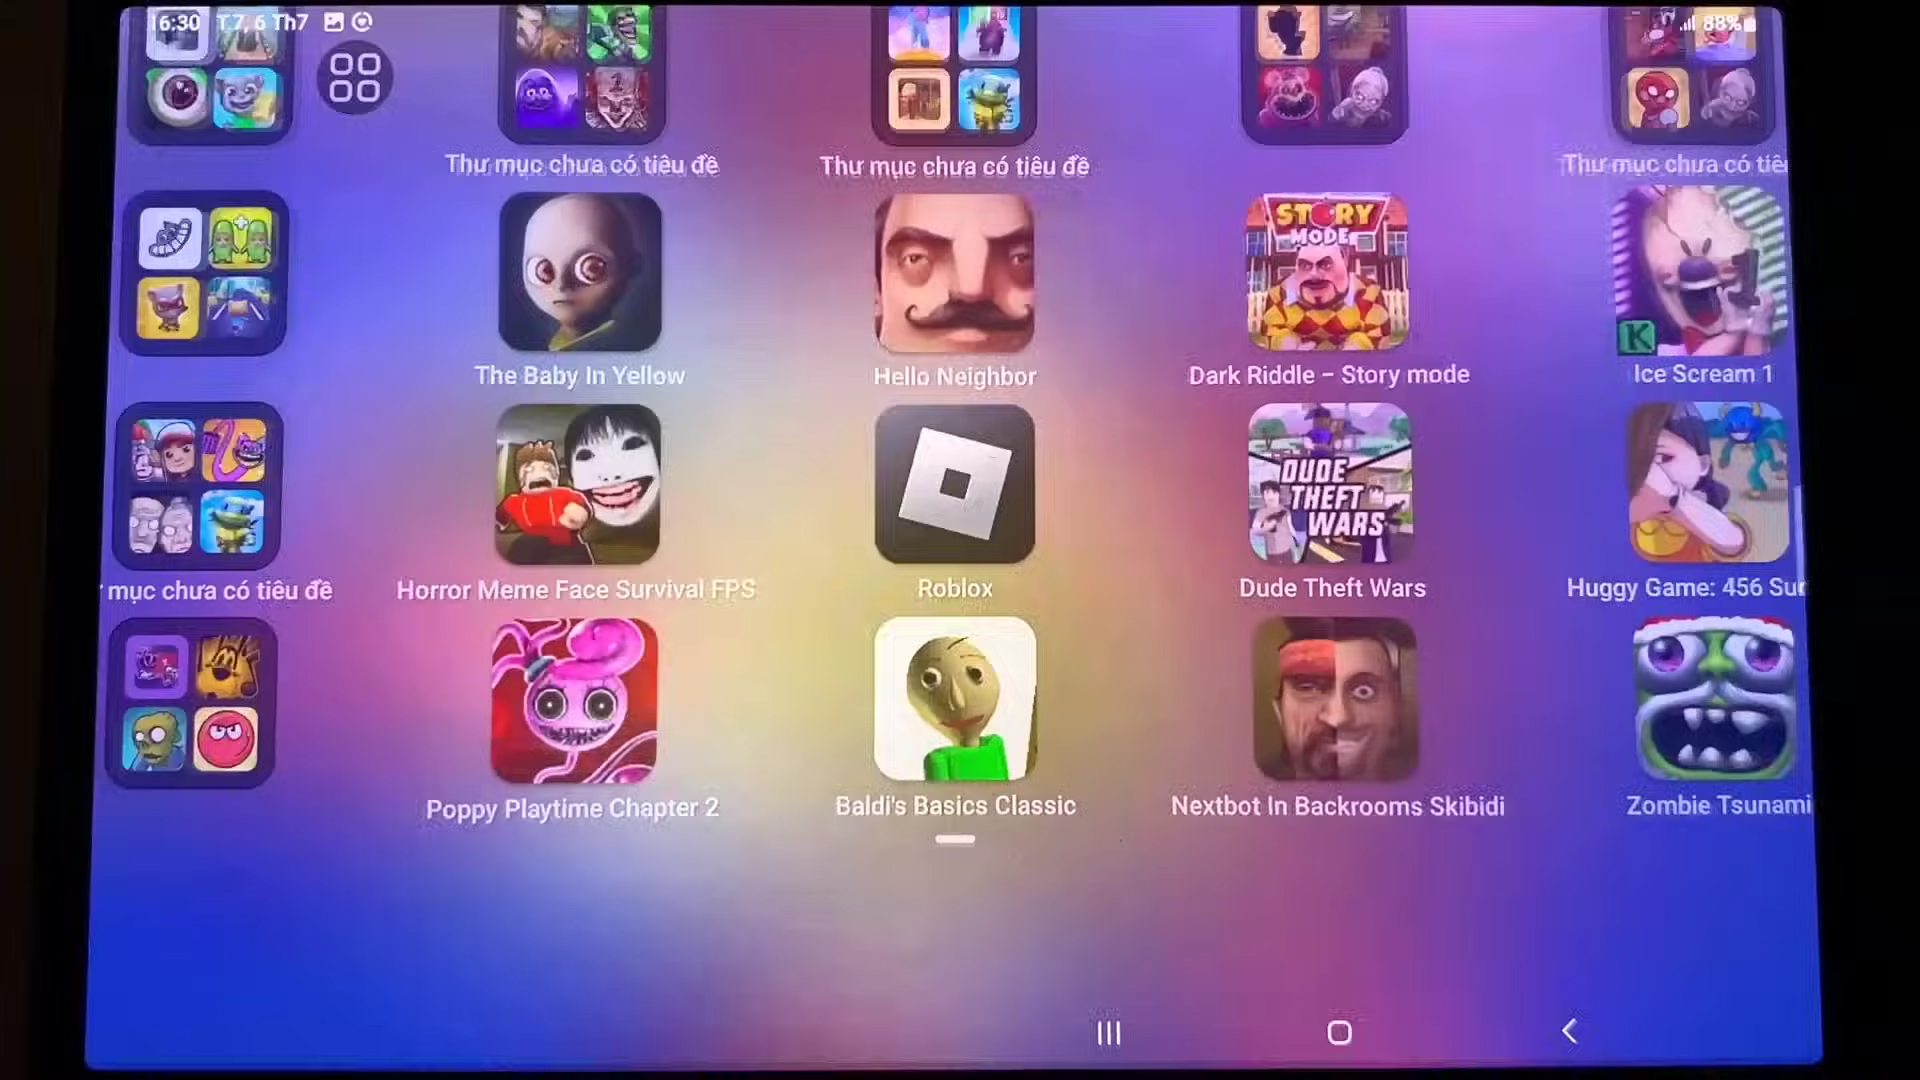 16:30 T.7, 6 Th7
88%
Thư mục chưa có tiêu đề
Thư mục chưa có tiêu đề
Thư mục chưa có tiê
STORY
MODE
K
The Baby In Yellow
Hello Neighbor
Dark Riddle – Story mode
Ice Scream 1
DUDE
THEFT
WARS
mục chưa có tiêu đề
Horror Meme Face Survival FPS
Roblox
Dude Theft Wars
Huggy Game: 456 Sur
Poppy Playtime Chapter 2
Baldi's Basics Classic
Nextbot In Backrooms Skibidi
Zombie Tsunami